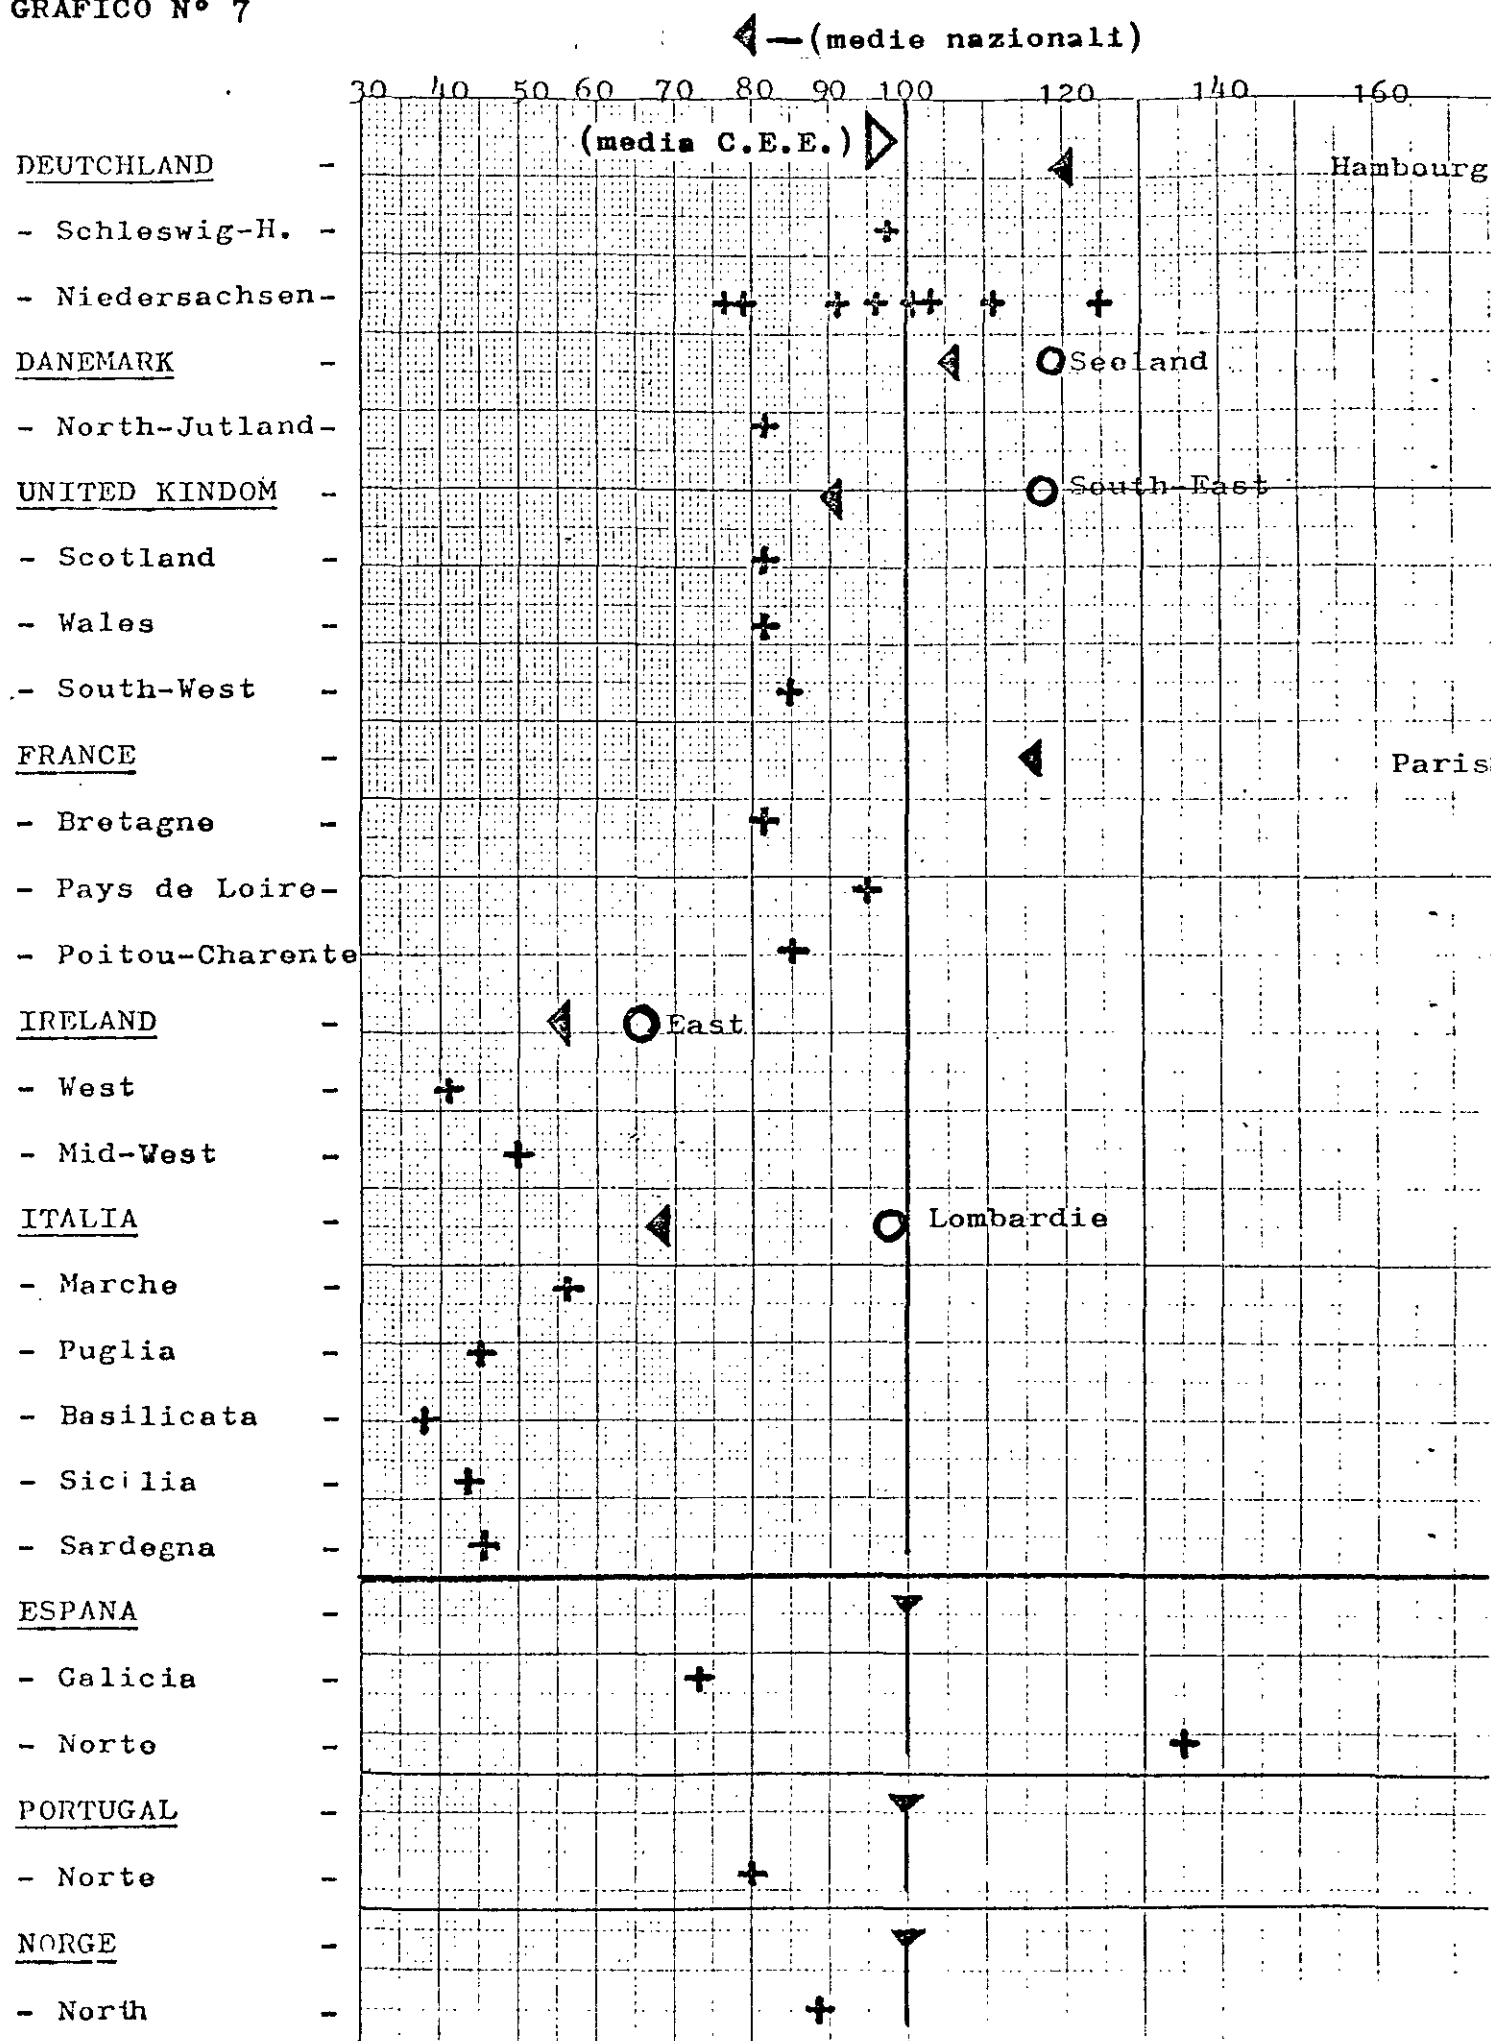 GRAFICO N° 7
—(medie nazionali)
30 40 50 60 70 80 90 100 120 140 160
(media C.E.E.)
DEUTCHLAND - Hambourg
- Schleswig-H. -
- Niedersachsen-
DANEMARK - Seeland
- North-Jutland-
UNITED KINDOM - South-East
- Scotland -
- Wales -
- South-West -
FRANCE - Paris
- Bretagne -
- Pays de Loire-
- Poitou-Charente
IRELAND - East
- West -
- Mid-West -
ITALIA - Lombardie
- Marche -
- Puglia -
- Basilicata -
- Sicilia -
- Sardegna -
ESPANA -
- Galicia -
- Norte -
PORTUGAL -
- Norte -
NORGE -
- North -